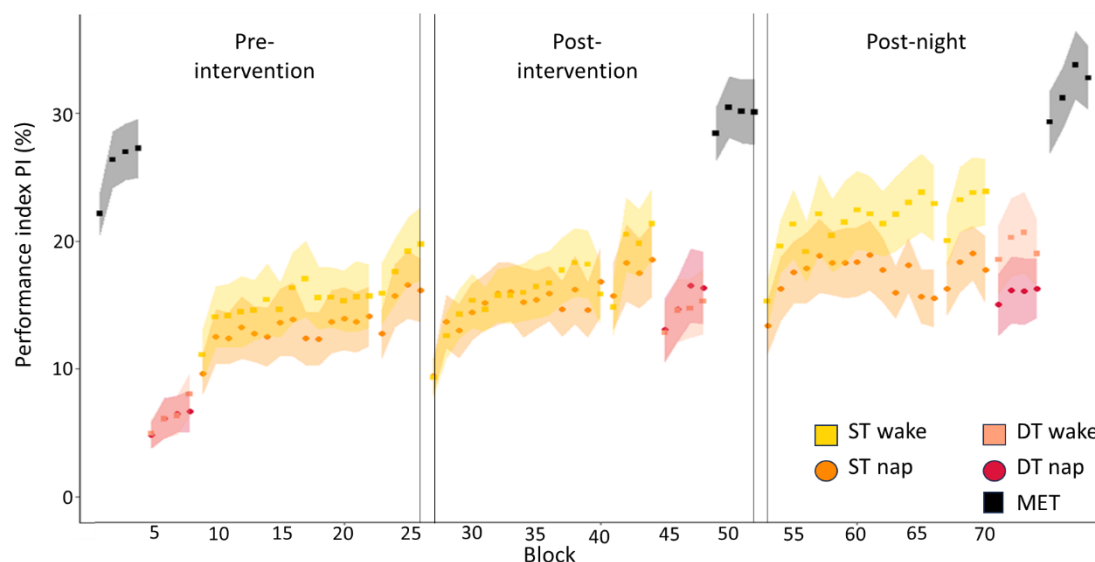 Pre-
intervention
Post-
intervention
Post-night
Performance index PI (%)
30
20
10
0
ST wake
DT wake
ST nap
DT nap
MET
5
10
15
20
25
30
35
40
45
50
55
60
65
70
Block